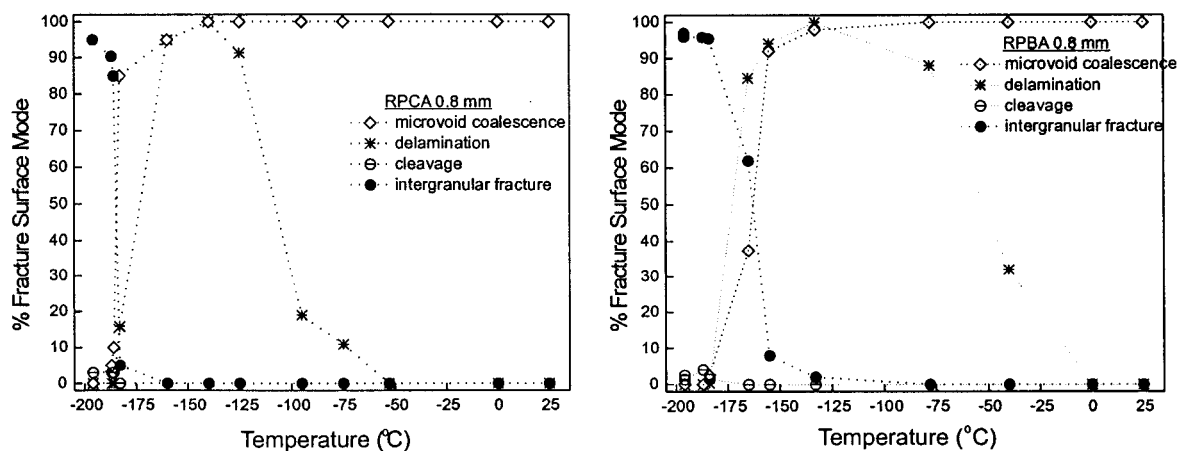 % Fracture Surface Mode
100
90
80
70
60
50
40
30
20
10
0
RPCA 0.8 mm
microvoid coalescence
delamination
cleavage
intergranular fracture
-200 -175 -150 -125 -100 -75 -50 -25 0 25
Temperature (°C)
% Fracture Surface Mode
100
90
80
70
60
50
40
30
20
10
0
RPBA 0.8 mm
microvoid coalescence
delamination
cleavage
intergranular fracture
-200 -175 -150 -125 -100 -75 -50 -25 0 25
Temperature (°C)